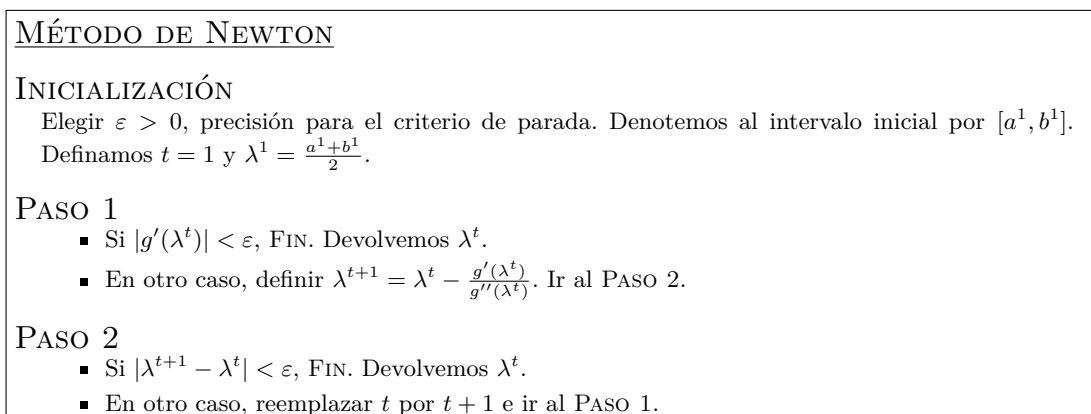 MÉTODO DE NEWTON
INICIALIZACIÓN
Elegir ε > 0, precisión para el criterio de parada. Denotemos al intervalo inicial por [a¹, b¹].
Definamos t = 1 y λ¹ = (a¹+b¹)/2.
PASO 1
▪ Si |g′(λᵗ)| < ε, FIN. Devolvemos λᵗ.
▪ En otro caso, definir λᵗ⁺¹ = λᵗ − g′(λᵗ)/g′′(λᵗ). Ir al PASO 2.
PASO 2
▪ Si |λᵗ⁺¹ − λᵗ| < ε, FIN. Devolvemos λᵗ.
▪ En otro caso, reemplazar t por t + 1 e ir al PASO 1.